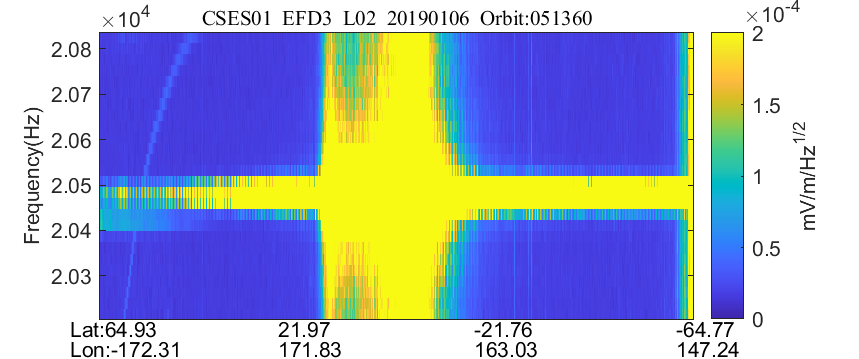 CSES01 EFD3 L02 20190106 Orbit:051360
×10⁴
×10⁻⁴
2.08
2.07
2.06
2.05
2.04
2.03
Frequency(Hz)
2
1.5
1
0.5
0
mV/m/Hz^1/2
Lat:64.93 21.97 -21.76 -64.77
Lon:-172.31 171.83 163.03 147.24